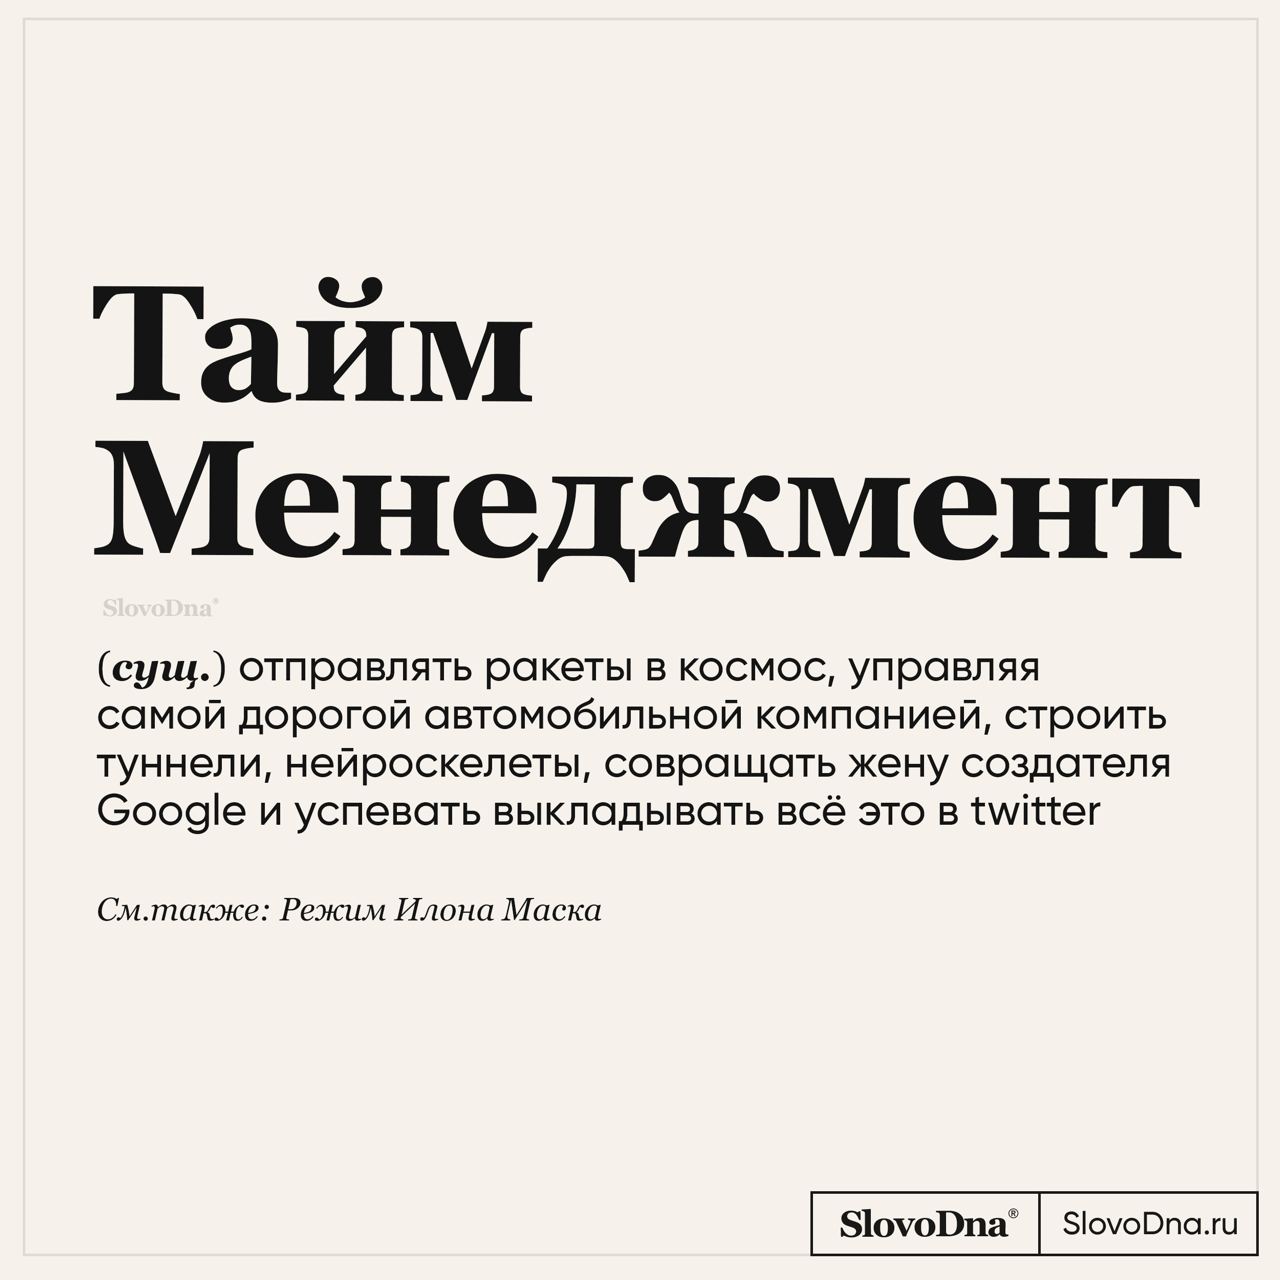 Тайм
Менеджмент
SlovoDna®
(сущ.) отправлять ракеты в космос, управляя
самой дорогой автомобильной компанией, строить
туннели, нейроскелеты, совращать жену создателя
Google и успевать выкладывать всё это в twitter
См.также: Режим Илона Маска
SlovoDna® SlovoDna.ru